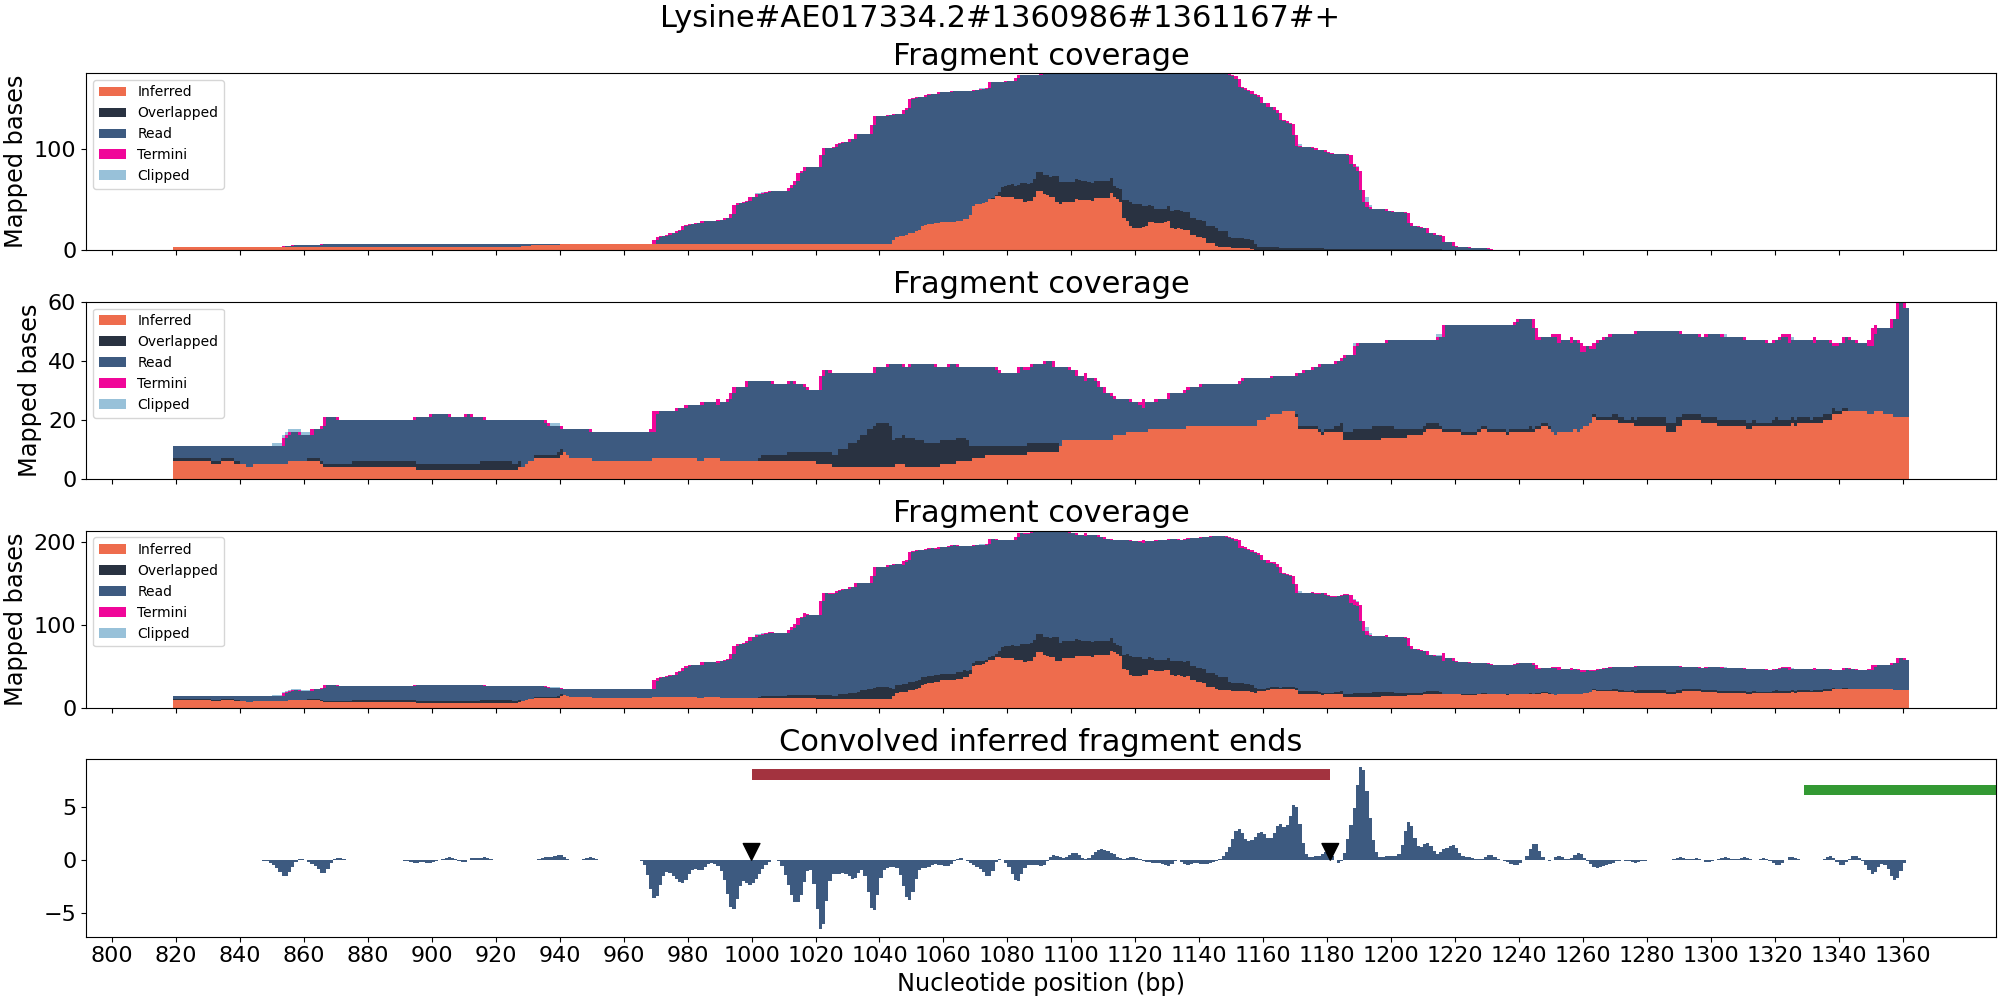 Lysine#AE017334.2#1360986#1361167#+
Fragment coverage
Mapped bases
100
0
Inferred
Overlapped
Read
Termini
Clipped
Fragment coverage
Mapped bases
60
40
20
0
Inferred
Overlapped
Read
Termini
Clipped
Fragment coverage
Mapped bases
200
100
0
Inferred
Overlapped
Read
Termini
Clipped
Convolved inferred fragment ends
5
0
−5
800 820 840 860 880 900 920 940 960 980 1000 1020 1040 1060 1080 1100 1120 1140 1160 1180 1200 1220 1240 1260 1280 1300 1320 1340 1360
Nucleotide position (bp)